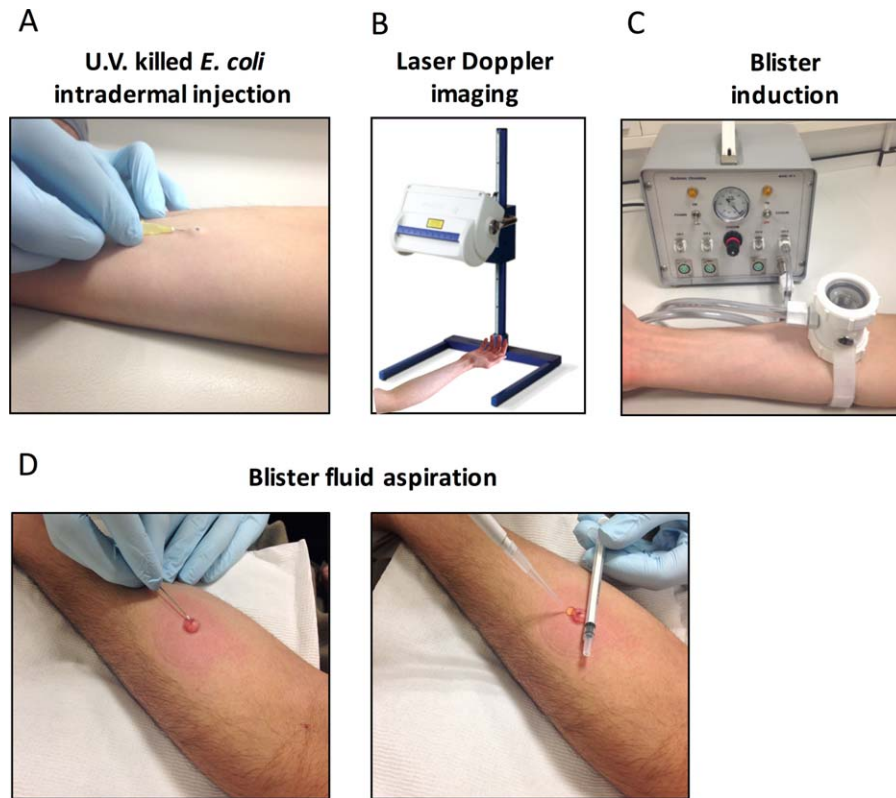 A
U.V. killed E. coli
intradermal injection
B
Laser Doppler
imaging
C
Blister
induction
D
Blister fluid aspiration